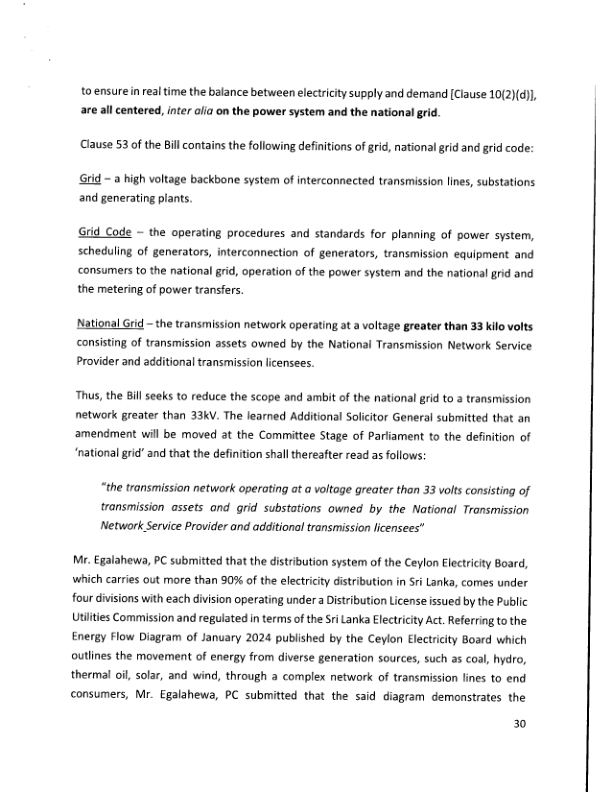 to ensure in real time the balance between electricity supply and demand [Clause 10(2)(d)],
are all centered, inter alia on the power system and the national grid.
Clause 53 of the Bill contains the following definitions of grid, national grid and grid code:
Grid – a high voltage backbone system of interconnected transmission lines, substations
and generating plants.
Grid Code – the operating procedures and standards for planning of power system,
scheduling of generators, interconnection of generators, transmission equipment and
consumers to the national grid, operation of the power system and the national grid and
the metering of power transfers.
National Grid – the transmission network operating at a voltage greater than 33 kilo volts
consisting of transmission assets owned by the National Transmission Network Service
Provider and additional transmission licensees.
Thus, the Bill seeks to reduce the scope and ambit of the national grid to a transmission
network greater than 33kV. The learned Additional Solicitor General submitted that an
amendment will be moved at the Committee Stage of Parliament to the definition of
'national grid' and that the definition shall thereafter read as follows:
"the transmission network operating at a voltage greater than 33 volts consisting of
transmission assets and grid substations owned by the National Transmission
Network Service Provider and additional transmission licensees"
Mr. Egalahewa, PC submitted that the distribution system of the Ceylon Electricity Board,
which carries out more than 90% of the electricity distribution in Sri Lanka, comes under
four divisions with each division operating under a Distribution License issued by the Public
Utilities Commission and regulated in terms of the Sri Lanka Electricity Act. Referring to the
Energy Flow Diagram of January 2024 published by the Ceylon Electricity Board which
outlines the movement of energy from diverse generation sources, such as coal, hydro,
thermal oil, solar, and wind, through a complex network of transmission lines to end
consumers, Mr. Egalahewa, PC submitted that the said diagram demonstrates the
30